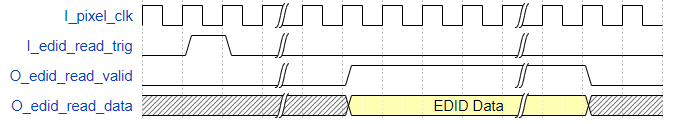 I_pixel_clk
I_edid_read_trig
O_edid_read_valid
O_edid_read_data EDID Data